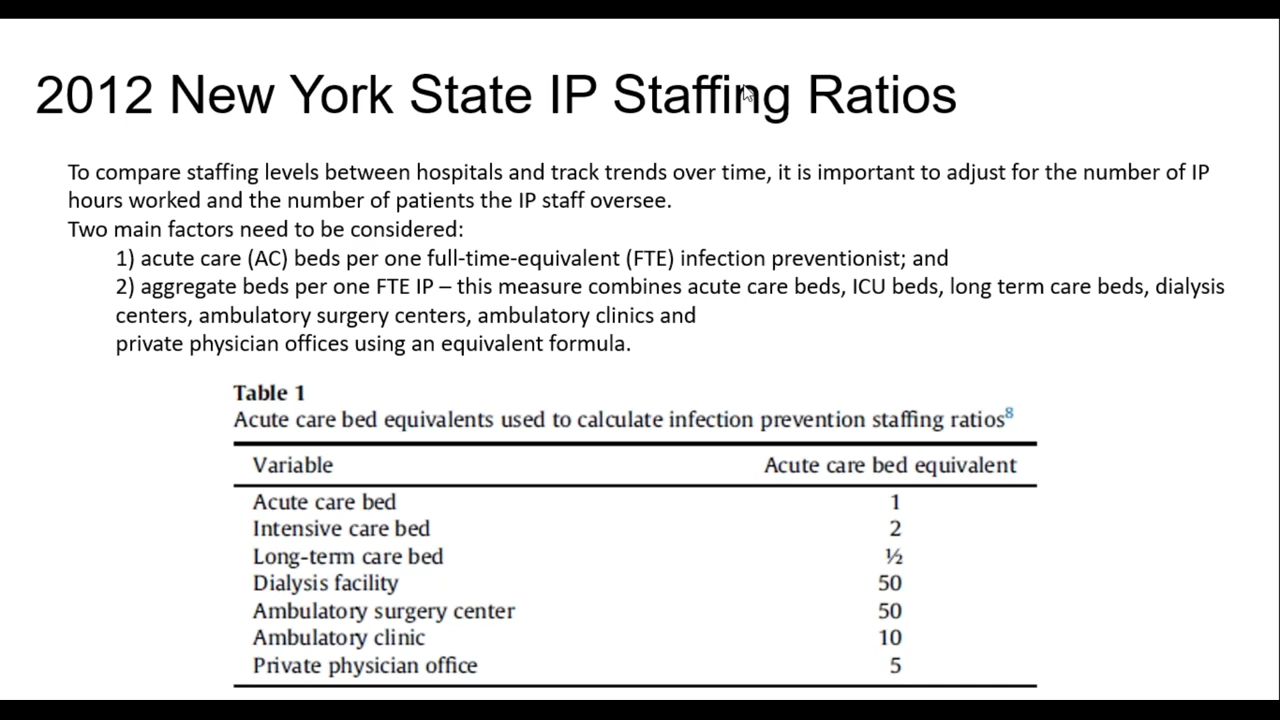 2012 New York State IP Staffing Ratios
To compare staffing levels between hospitals and track trends over time, it is important to adjust for the number of IP
hours worked and the number of patients the IP staff oversee.
Two main factors need to be considered:
1) acute care (AC) beds per one full-time-equivalent (FTE) infection preventionist; and
2) aggregate beds per one FTE IP – this measure combines acute care beds, ICU beds, long term care beds, dialysis
centers, ambulatory surgery centers, ambulatory clinics and
private physician offices using an equivalent formula.
Table 1
Acute care bed equivalents used to calculate infection prevention staffing ratios8
Variable Acute care bed equivalent
Acute care bed 1
Intensive care bed 2
Long-term care bed ½
Dialysis facility 50
Ambulatory surgery center 50
Ambulatory clinic 10
Private physician office 5